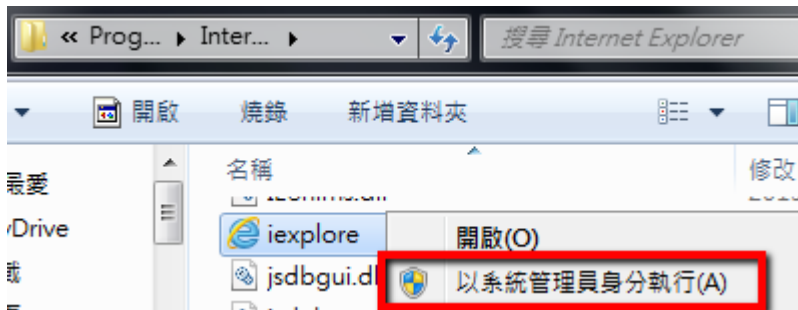 « Prog... ▸ Inter... ▸ 搜尋 Internet Explorer
開啟 燒錄 新增資料夾
名稱 修改
最愛
Drive
iexplore
開啟(O)
jsdbgui.dl
以系統管理員身分執行(A)